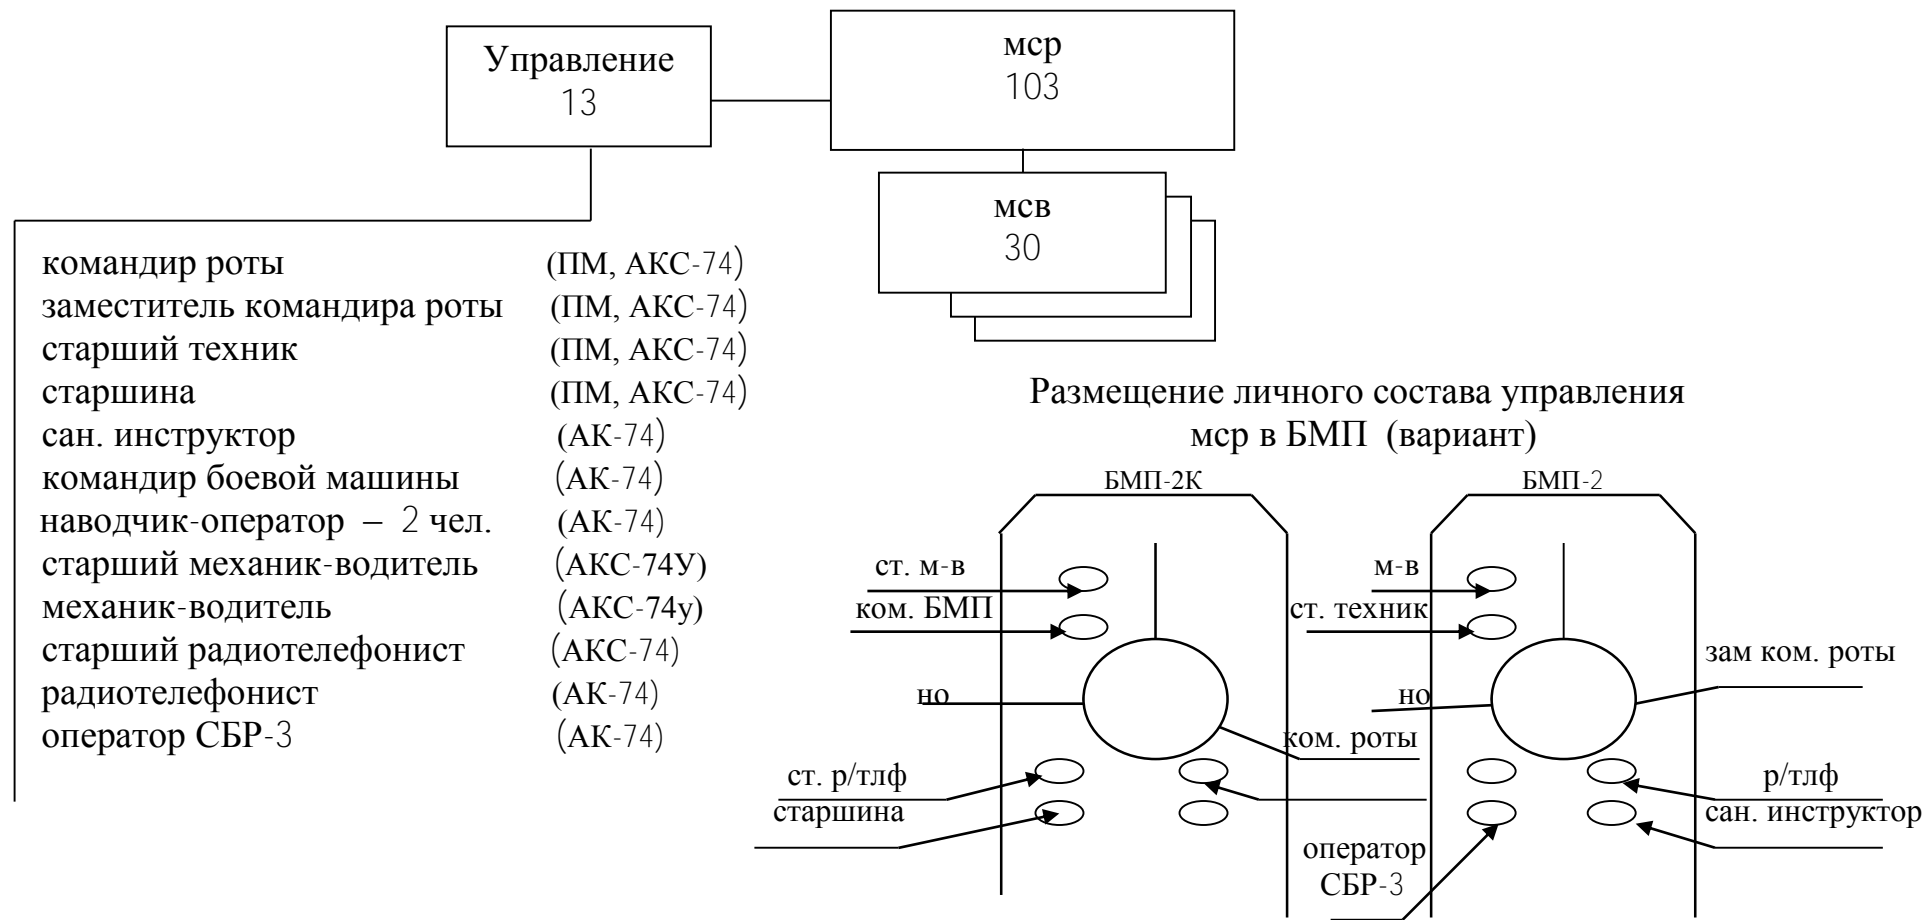 Управление
13
мср
103
мсв
30
командир роты (ПМ, АКС-74)
заместитель командира роты (ПМ, АКС-74)
старший техник (ПМ, АКС-74)
старшина (ПМ, АКС-74)
сан. инструктор (АК-74)
командир боевой машины (АК-74)
наводчик-оператор – 2 чел. (АК-74)
старший механик-водитель (АКС-74У)
механик-водитель (АКС-74у)
старший радиотелефонист (АКС-74)
радиотелефонист (АК-74)
оператор СБР-3 (АК-74)
Размещение личного состава управления
мср в БМП (вариант)
БМП-2К
ст. м-в
ком. БМП
но
ком. роты
ст. р/тлф
старшина
БМП-2
м-в
ст. техник
зам ком. роты
но
р/тлф
сан. инструктор
оператор
СБР-3